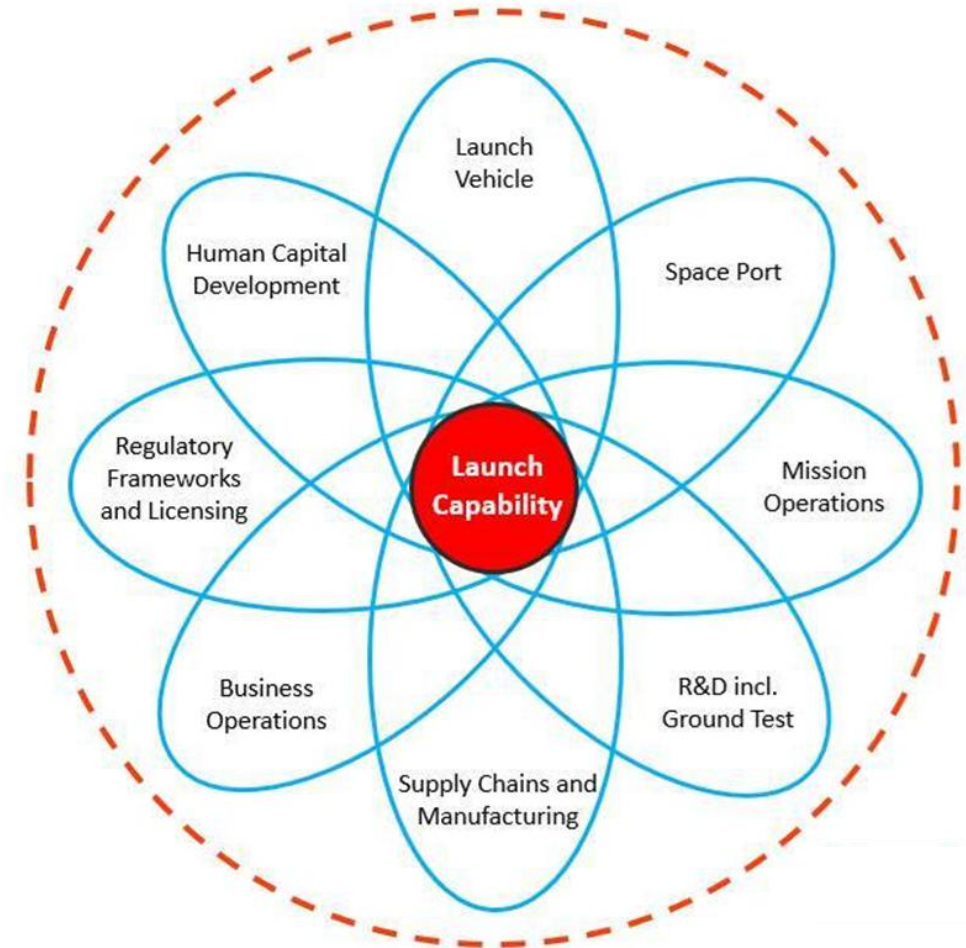 Launch
Vehicle
Space Port
Mission
Operations
R&D incl.
Ground Test
Supply Chains and
Manufacturing
Business
Operations
Regulatory
Frameworks
and Licensing
Human Capital
Development
Launch
Capability